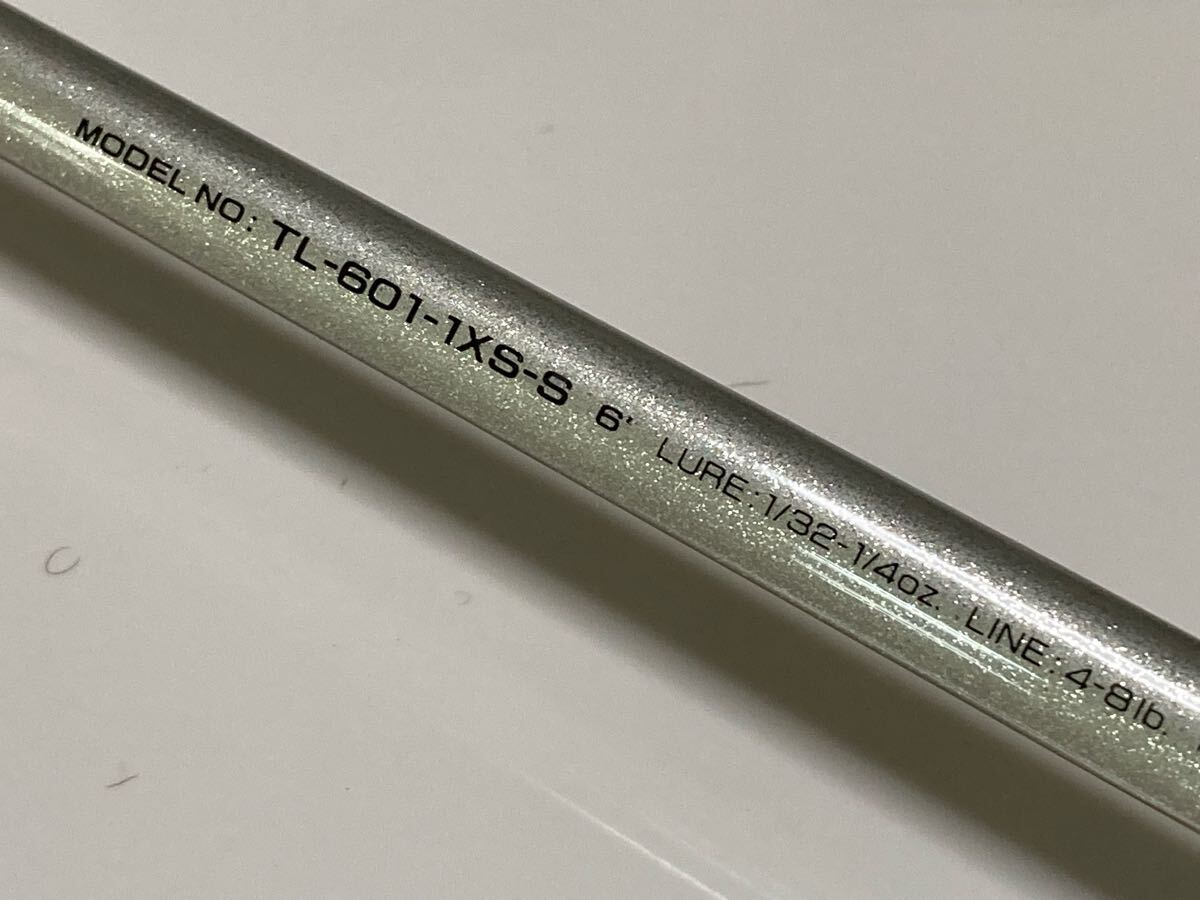 MODEL NO: TL-601-1XS-S 6' LURE:1/32-1/4oz. LINE:4-8lb.